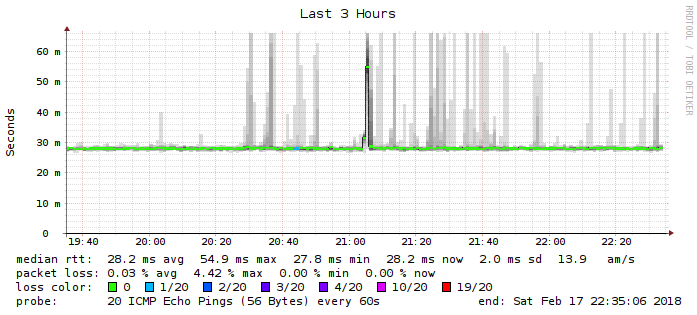 Last 3 Hours
RRDTOOL / TOBI OETIKER
Seconds
60 m
50 m
40 m
30 m
20 m
10 m
0
19:40 20:00 20:20 20:40 21:00 21:20 21:40 22:00 22:20
median rtt: 28.2 ms avg 54.9 ms max 27.8 ms min 28.2 ms now 2.0 ms sd 13.9 am/s
packet loss: 0.03 % avg 4.42 % max 0.00 % min 0.00 % now
loss color: 0 1/20 2/20 3/20 4/20 10/20 19/20
probe: 20 ICMP Echo Pings (56 Bytes) every 60s end: Sat Feb 17 22:35:06 2018